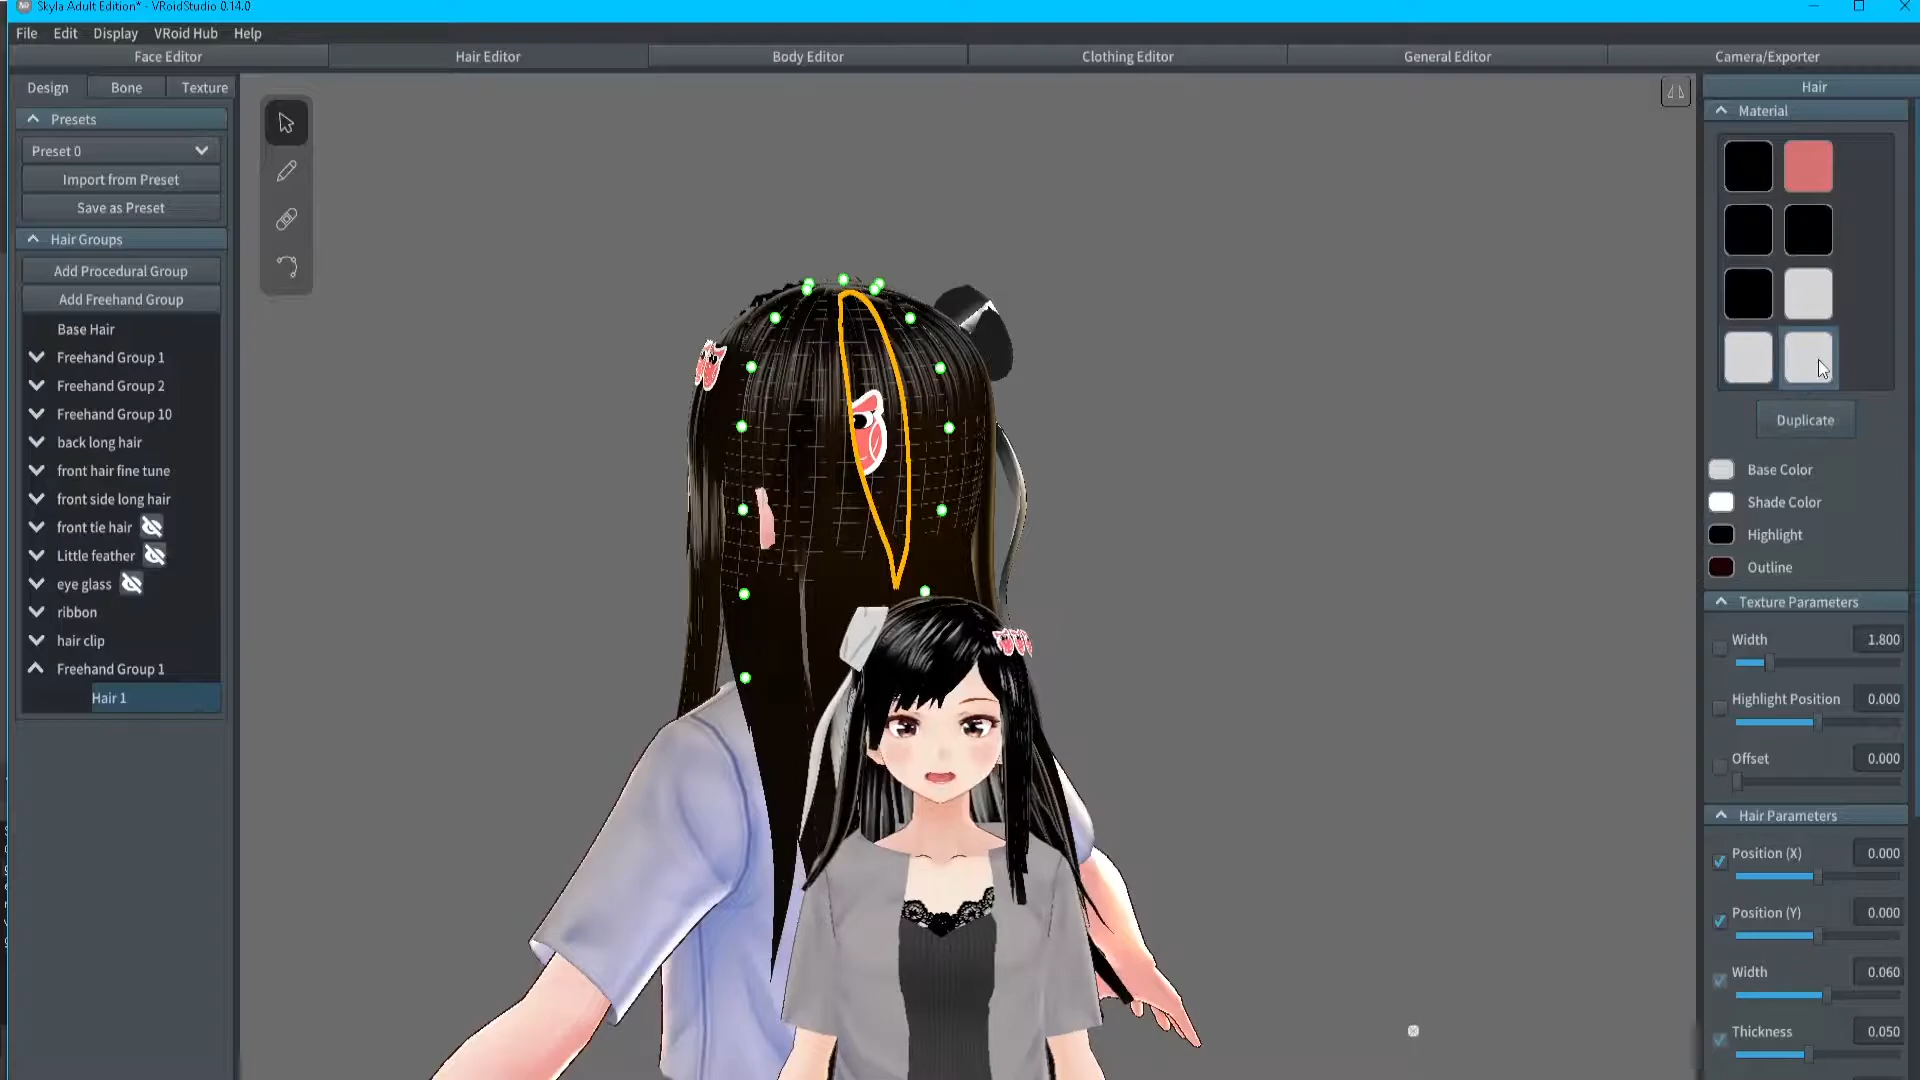 Skyla Adult Edition* - VRoidStudio 0.14.0
File Edit Display VRoid Hub Help
Face Editor Hair Editor Body Editor Clothing Editor General Editor Camera/Exporter
Design Bone Texture
Presets
Preset 0
Import from Preset
Save as Preset
Hair Groups
Add Procedural Group
Add Freehand Group
Base Hair
Freehand Group 1
Freehand Group 2
Freehand Group 10
back long hair
front hair fine tune
front side long hair
front tie hair
Little feather
eye glass
ribbon
hair clip
Freehand Group 1
Hair 1
Hair
Material
Duplicate
Base Color
Shade Color
Highlight
Outline
Texture Parameters
Width 1.800
Highlight Position 0.000
Offset 0.000
Hair Parameters
Position (X) 0.000
Position (Y) 0.000
Width 0.060
Thickness 0.050